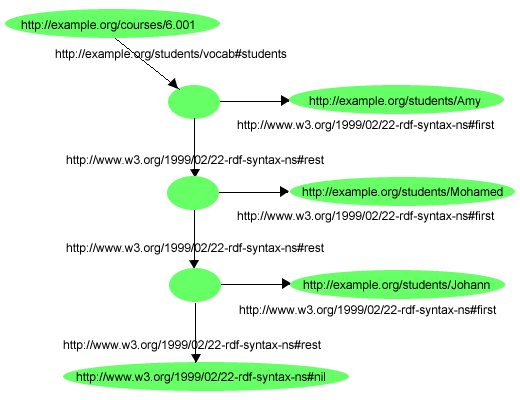 http://example.org/courses/6.001
http://example.org/students/vocab#students
http://example.org/students/Amy
http://www.w3.org/1999/02/22-rdf-syntax-ns#first
http://www.w3.org/1999/02/22-rdf-syntax-ns#rest
http://example.org/students/Mohamed
http://www.w3.org/1999/02/22-rdf-syntax-ns#first
http://www.w3.org/1999/02/22-rdf-syntax-ns#rest
http://example.org/students/Johann
http://www.w3.org/1999/02/22-rdf-syntax-ns#first
http://www.w3.org/1999/02/22-rdf-syntax-ns#rest
http://www.w3.org/1999/02/22-rdf-syntax-ns#nil